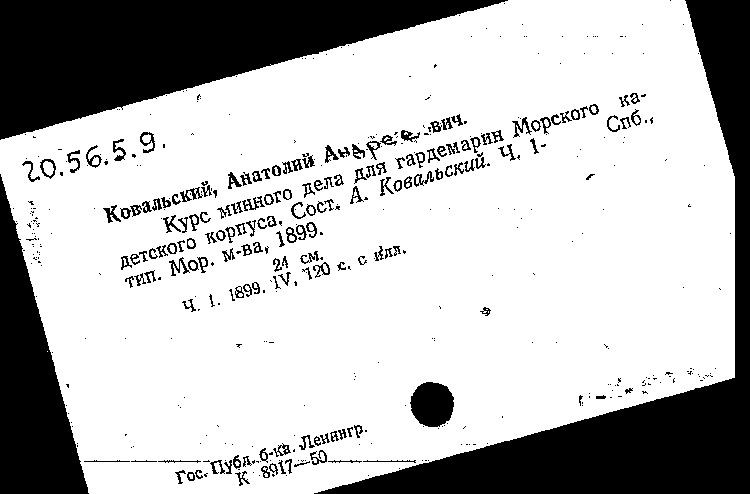 20.56.5.9.
Ковальский, Анатолий Андреевич.
Курс минного дела для гардемарин Морского ка-
детского корпуса. Сост. А. Ковальский. Ч. 1- Спб.,
тип. Мор. м-ва, 1899.
24 см.
Ч. 1. 1899. IV, 120 с. с илл.
Гос. Публ. б-ка. Ленингр.
К 8917—50